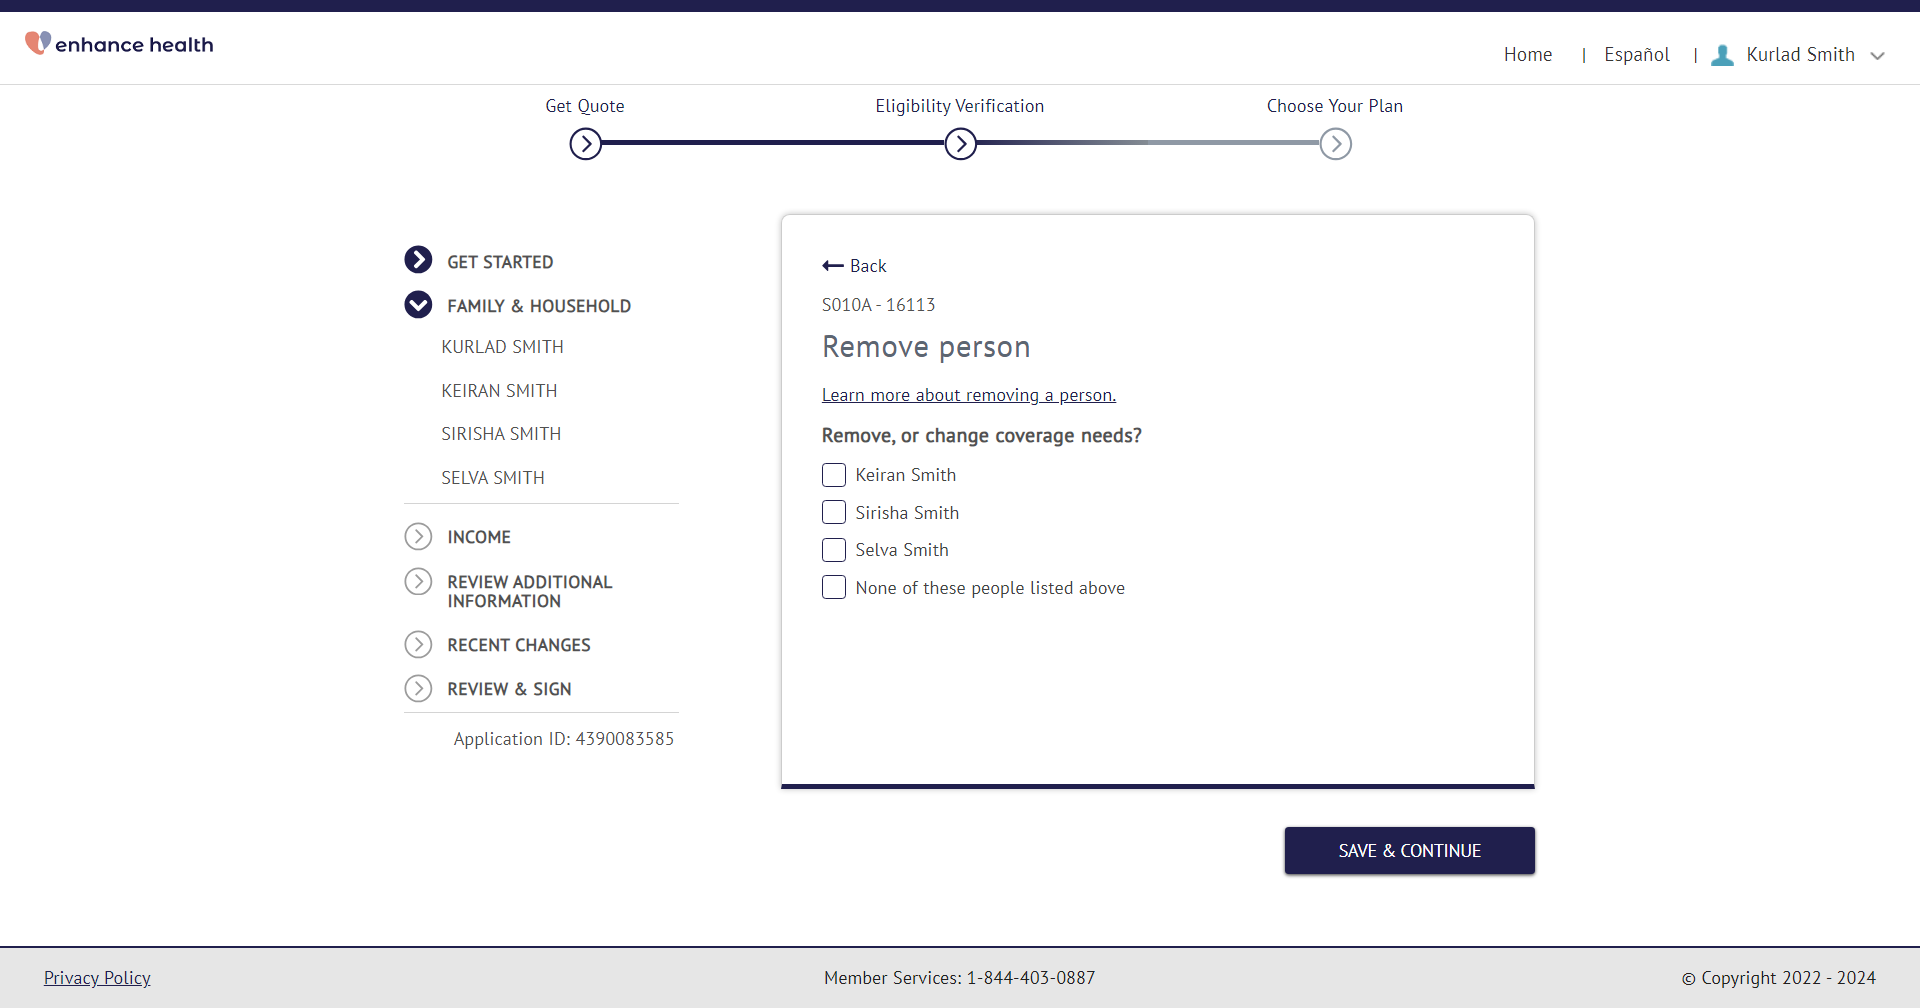 enhance health
Home | Español | Kurlad Smith
Get Quote
Eligibility Verification
Choose Your Plan
GET STARTED
FAMILY & HOUSEHOLD
KURLAD SMITH
KEIRAN SMITH
SIRISHA SMITH
SELVA SMITH
INCOME
REVIEW ADDITIONAL
INFORMATION
RECENT CHANGES
REVIEW & SIGN
Application ID: 4390083585
Back
S010A - 16113
Remove person
Learn more about removing a person.
Remove, or change coverage needs?
Keiran Smith
Sirisha Smith
Selva Smith
None of these people listed above
SAVE & CONTINUE
Privacy Policy
Member Services: 1-844-403-0887
© Copyright 2022 - 2024